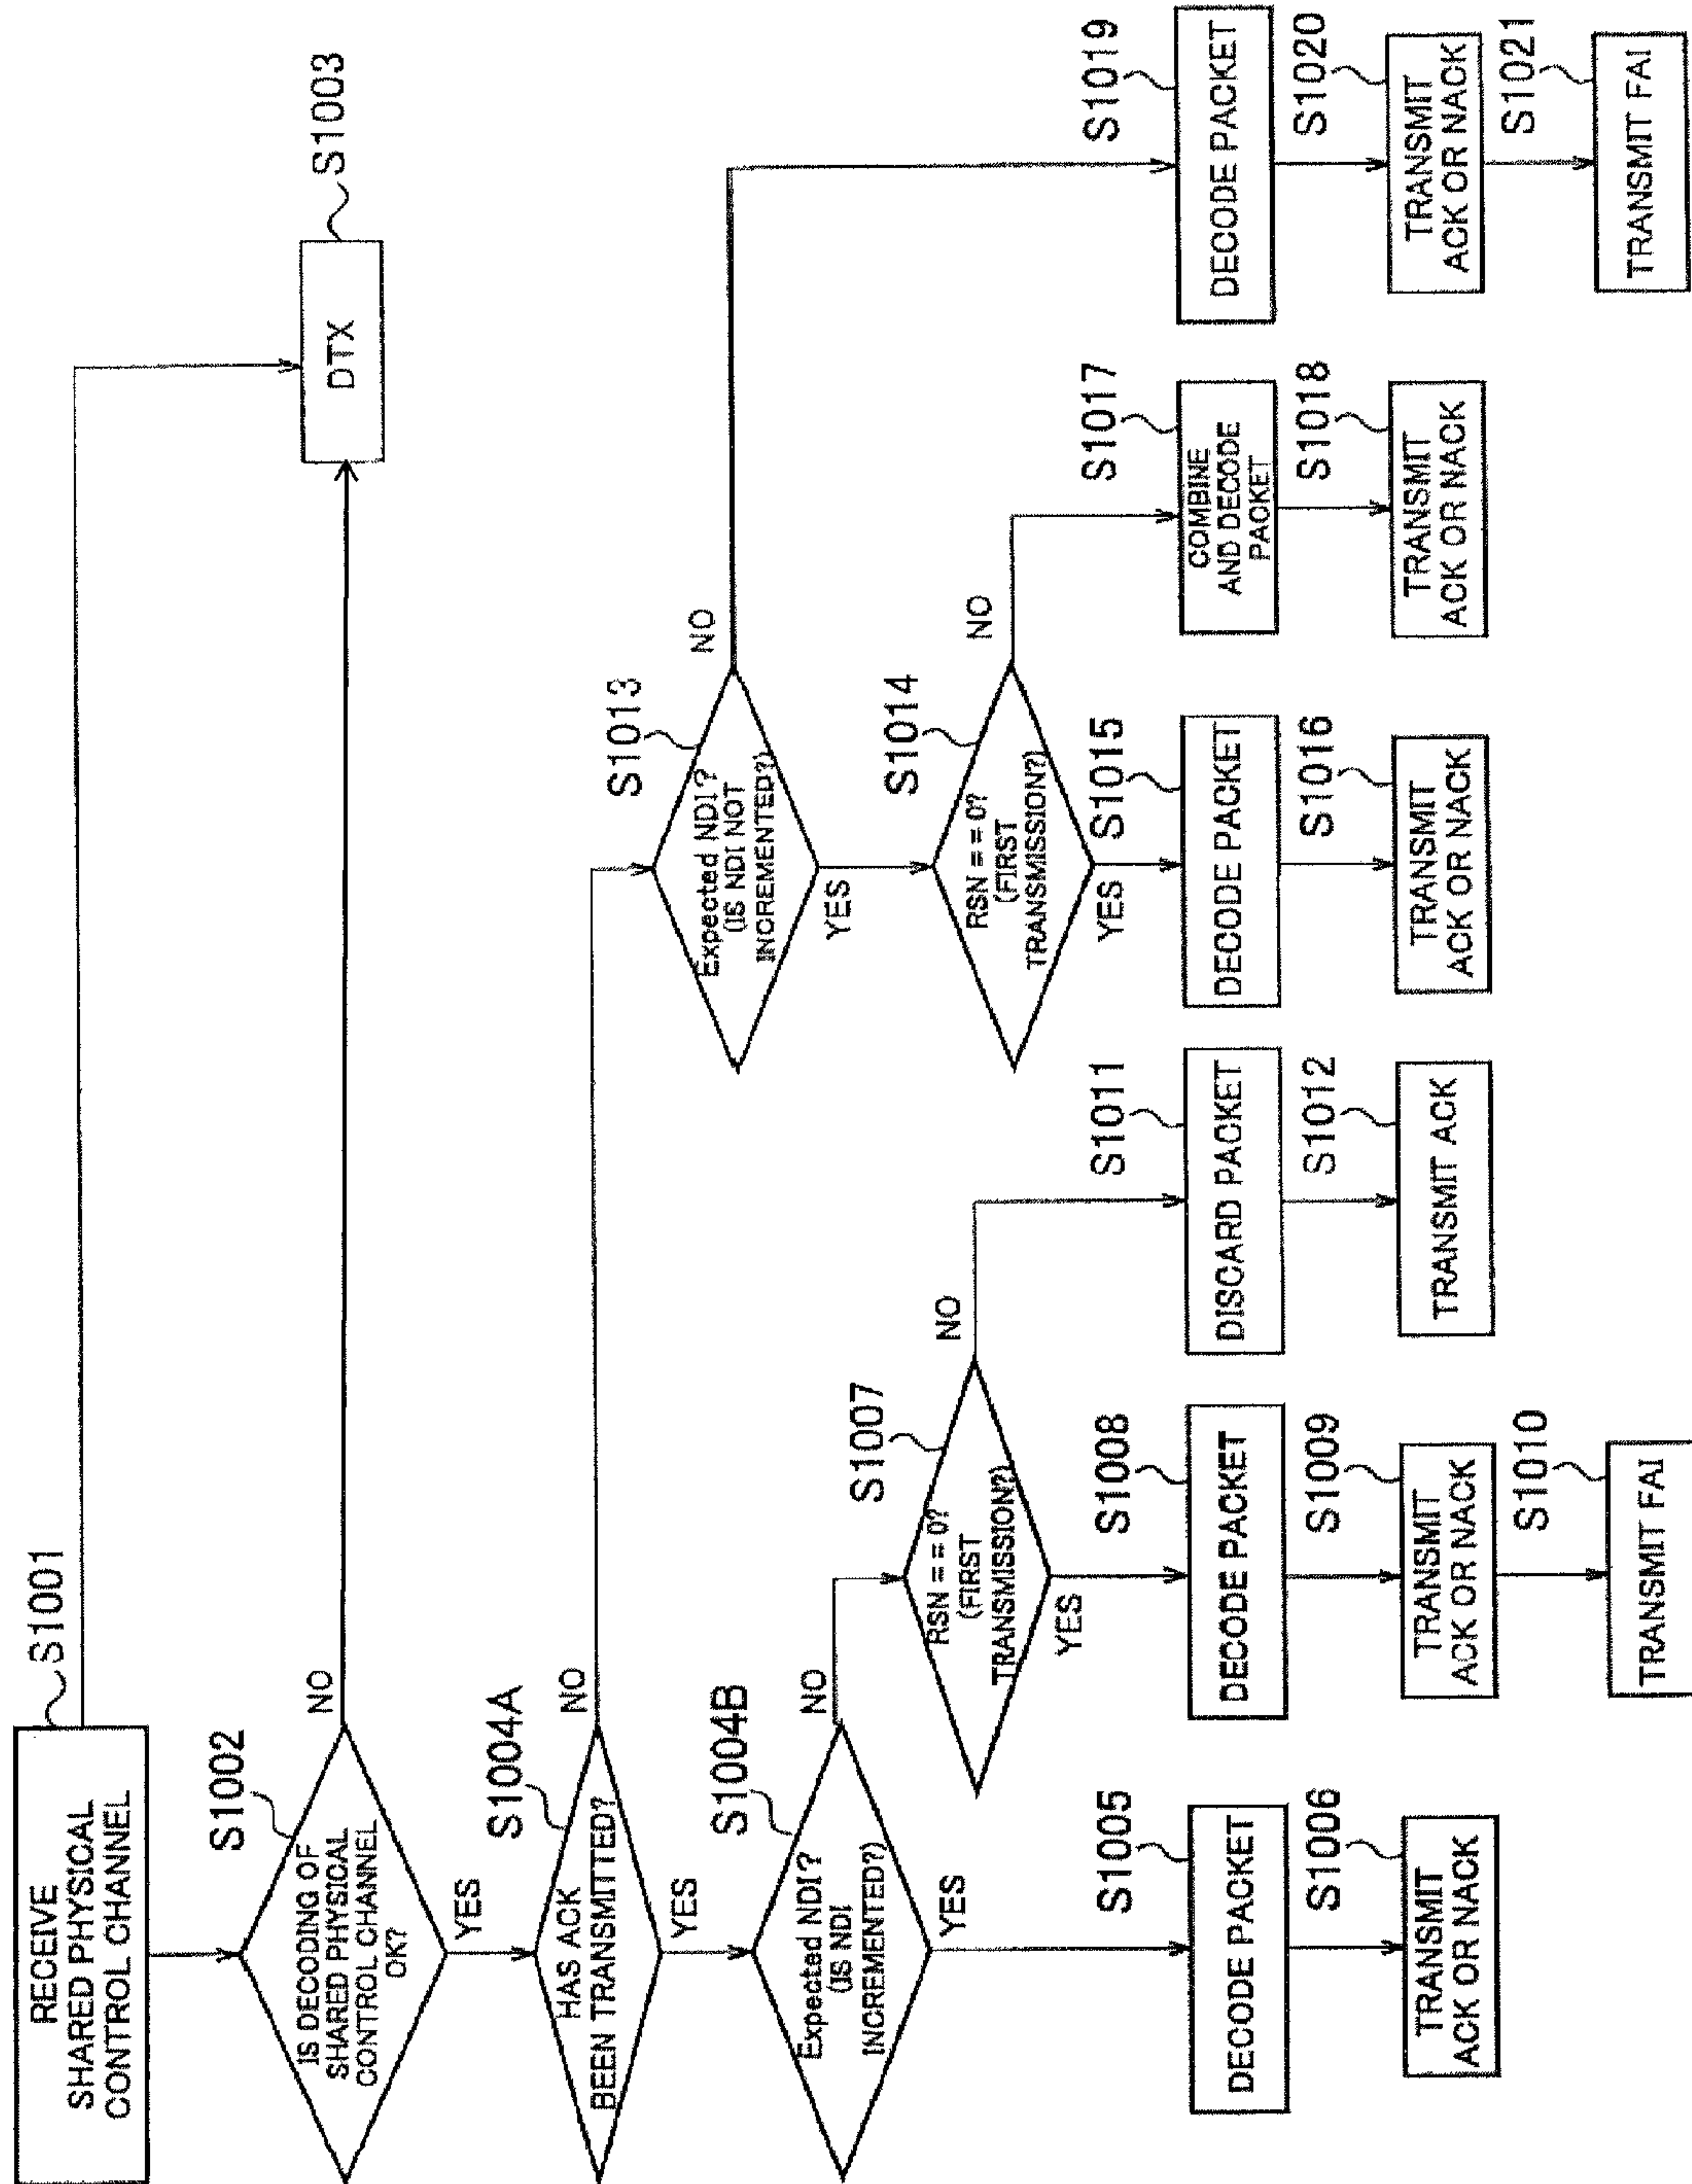 RECEIVE
SHARED PHYSICAL
CONTROL CHANNEL
S1001
IS DECODING OF
SHARED PHYSICAL
CONTROL CHANNEL
OK?
S1002
NO
YES
DTX
S1003
HAS ACK
BEEN TRANSMITTED?
S1004A
NO
YES
Expected NDI?
(IS NDI
INCREMENTED?)
S1004B
NO
YES
DECODE PACKET
S1005
TRANSMIT
ACK OR NACK
S1006
RSN==0?
(FIRST
TRANSMISSION?)
S1007
NO
YES
DECODE PACKET
S1008
TRANSMIT
ACK OR NACK
S1009
TRANSMIT FAI
S1010
DISCARD PACKET
S1011
TRANSMIT ACK
S1012
Expected NDI?
(IS NDI NOT
INCREMENTED?)
S1013
NO
YES
RSN==0?
(FIRST
TRANSMISSION?)
S1014
NO
YES
DECODE PACKET
S1015
TRANSMIT
ACK OR NACK
S1016
COMBINE
AND DECODE
PACKET
S1017
TRANSMIT
ACK OR NACK
S1018
DECODE PACKET
S1019
TRANSMIT
ACK OR NACK
S1020
TRANSMIT FAI
S1021